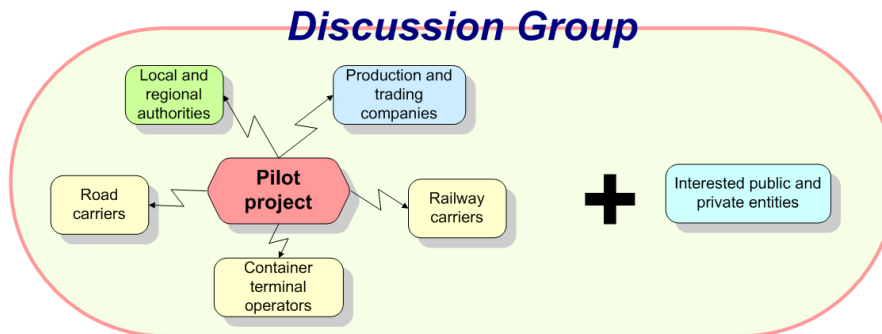 Discussion Group
Local and
regional
authorities
Production and
trading
companies
Pilot
project
Road
carriers
Railway
carriers
Container
terminal
operators
Interested public and
private entities